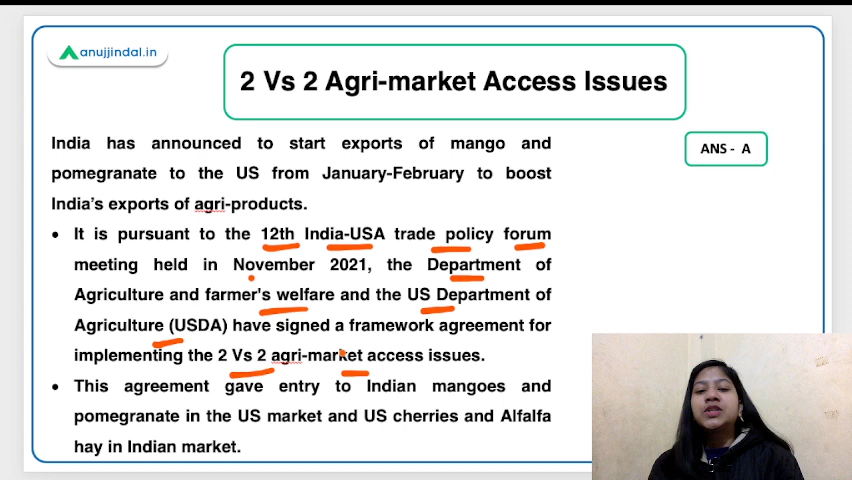 anujjindal.in
2 Vs 2 Agri-market Access Issues
India has announced to start exports of mango and
pomegranate to the US from January-February to boost
India's exports of agri-products.
ANS - A
• It is pursuant to the 12th India-USA trade policy forum
meeting held in November 2021, the Department of
Agriculture and farmer's welfare and the US Department of
Agriculture (USDA) have signed a framework agreement for
implementing the 2 Vs 2 agri-market access issues.
• This agreement gave entry to Indian mangoes and
pomegranate in the US market and US cherries and Alfalfa
hay in Indian market.